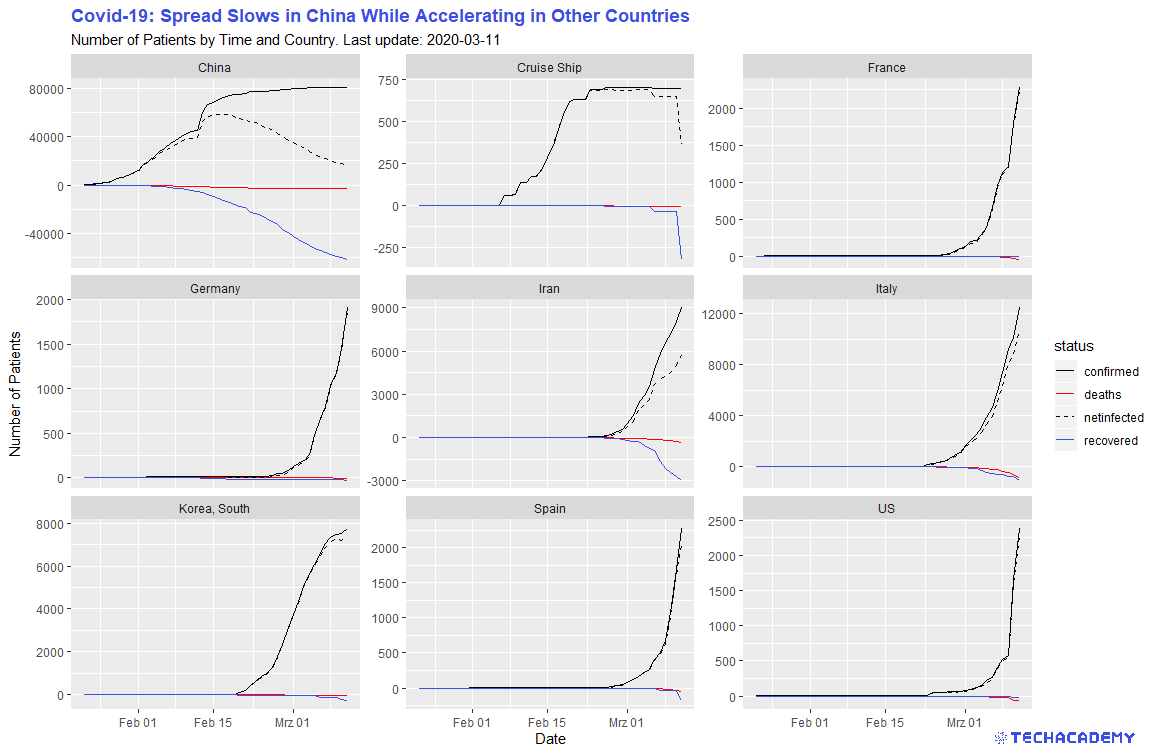 Covid-19: Spread Slows in China While Accelerating in Other Countries
Number of Patients by Time and Country. Last update: 2020-03-11
China
Cruise Ship
France
80000
40000
0
-40000
750
500
250
0
-250
2000
1500
1000
500
0
Germany
Iran
Italy
2000
1500
1000
500
0
9000
6000
3000
0
-3000
12000
8000
4000
0
Korea, South
Spain
US
8000
6000
4000
2000
0
2000
1500
1000
500
0
2500
2000
1500
1000
500
0
Feb 01
Feb 15
Mrz 01
Feb 01
Feb 15
Mrz 01
Feb 01
Feb 15
Mrz 01
Number of Patients
Date
status
confirmed
deaths
netinfected
recovered
TECHACADEMY